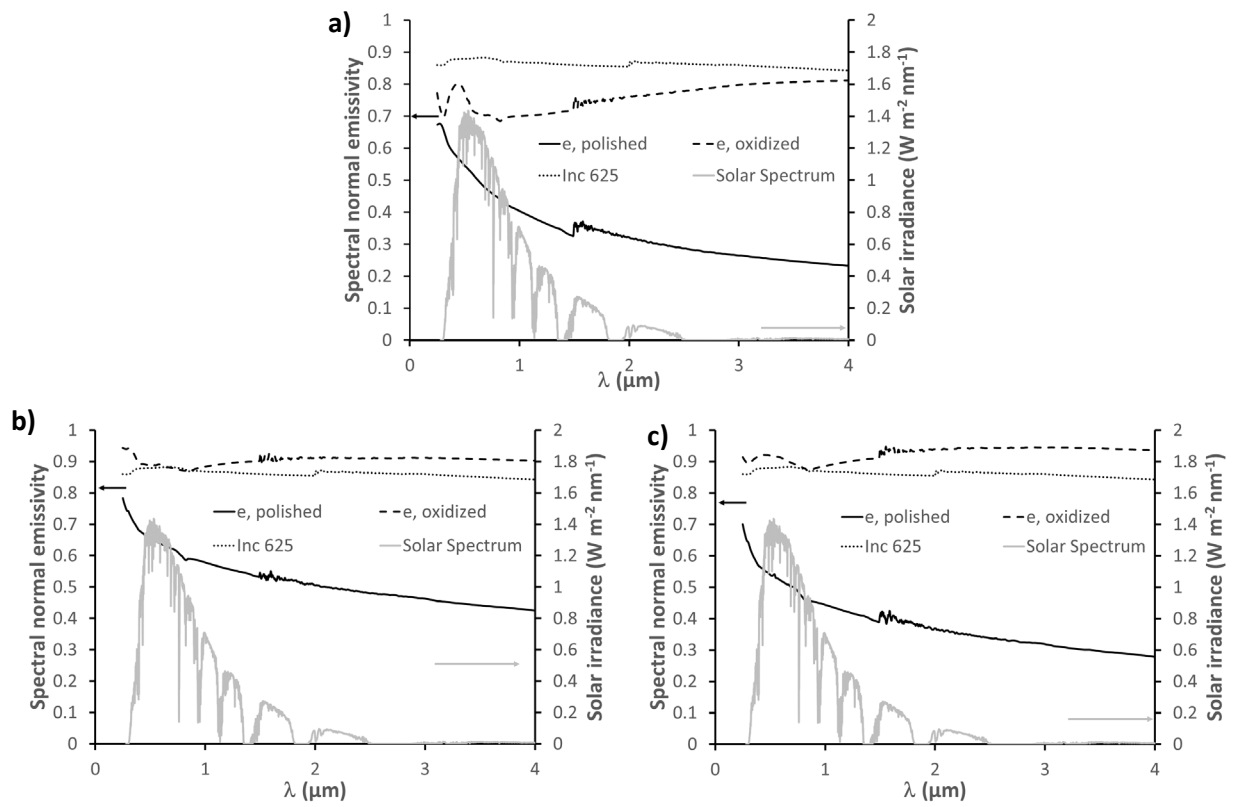 a)
Spectral normal emissivity
1
0.9
0.8
0.7
0.6
0.5
0.4
0.3
0.2
0.1
0
e, polished
e, oxidized
Inc 625
Solar Spectrum
2
1.8
1.6
1.4
1.2
1
0.8
0.6
0.4
0.2
0
Solar irradiance (W m-2 nm-1)
0 1 2 3 4
λ (µm)
b)
Spectral normal emissivity
1
0.9
0.8
0.7
0.6
0.5
0.4
0.3
0.2
0.1
0
e, polished
e, oxidized
Inc 625
Solar Spectrum
2
1.8
1.6
1.4
1.2
1
0.8
0.6
0.4
0.2
0
Solar irradiance (W m-2 nm-1)
0 1 2 3 4
λ (µm)
c)
Spectral normal emissivity
1
0.9
0.8
0.7
0.6
0.5
0.4
0.3
0.2
0.1
0
e, polished
e, oxidized
Inc 625
Solar Spectrum
2
1.8
1.6
1.4
1.2
1
0.8
0.6
0.4
0.2
0
Solar irradiance (W m-2 nm-1)
0 1 2 3 4
λ (µm)